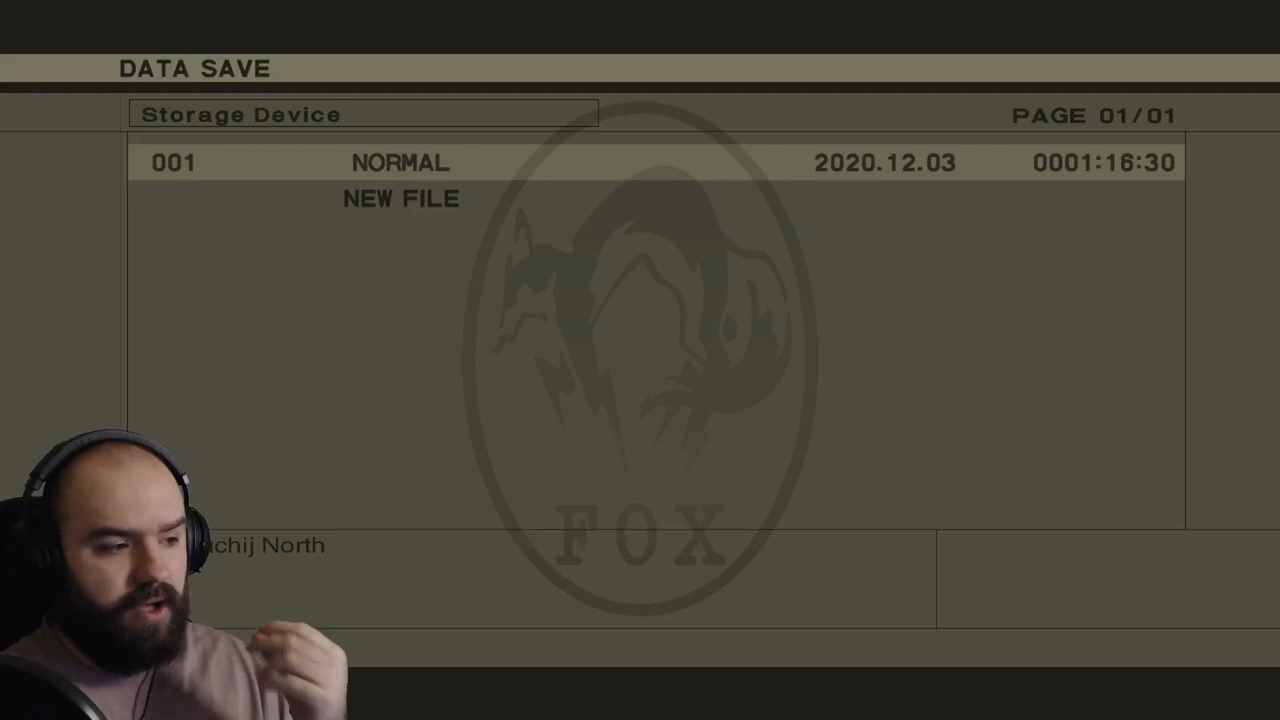 DATA SAVE
Storage Device PAGE 01/01
001 NORMAL 2020.12.03 0001:16:30
NEW FILE
FOX
North